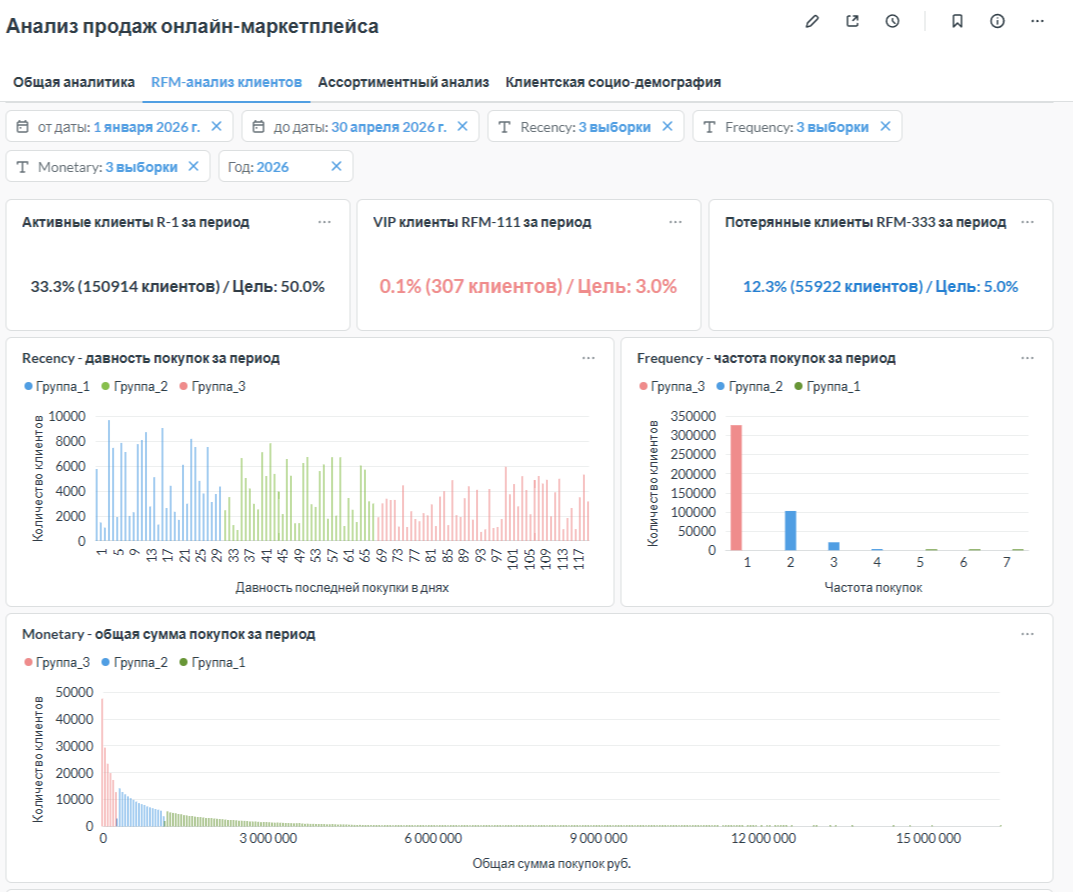 Анализ продаж онлайн-маркетплейса
Общая аналитика RFM-анализ клиентов Ассортиментный анализ Клиентская социо-демография
от даты: 1 января 2026 г. до даты: 30 апреля 2026 г. Recency: 3 выборки Frequency: 3 выборки
Monetary: 3 выборки Год: 2026
Активные клиенты R-1 за период
33.3% (150914 клиентов) / Цель: 50.0%
VIP клиенты RFM-111 за период
0.1% (307 клиентов) / Цель: 3.0%
Потерянные клиенты RFM-333 за период
12.3% (55922 клиентов) / Цель: 5.0%
Recency - давность покупок за период
Группа_1 Группа_2 Группа_3
Количество клиентов
10000
8000
6000
4000
2000
0
1 5 9 13 17 21 25 29 33 37 41 45 49 53 57 61 65 69 73 77 81 85 89 93 97 101 105 109 113 117
Давность последней покупки в днях
Frequency - частота покупок за период
Группа_3 Группа_2 Группа_1
Количество клиентов
350000
300000
250000
200000
150000
100000
50000
0
1 2 3 4 5 6 7
Частота покупок
Monetary - общая сумма покупок за период
Группа_3 Группа_2 Группа_1
Количество клиентов
50000
40000
30000
20000
10000
0
0 3 000 000 6 000 000 9 000 000 12 000 000 15 000 000
Общая сумма покупок руб.